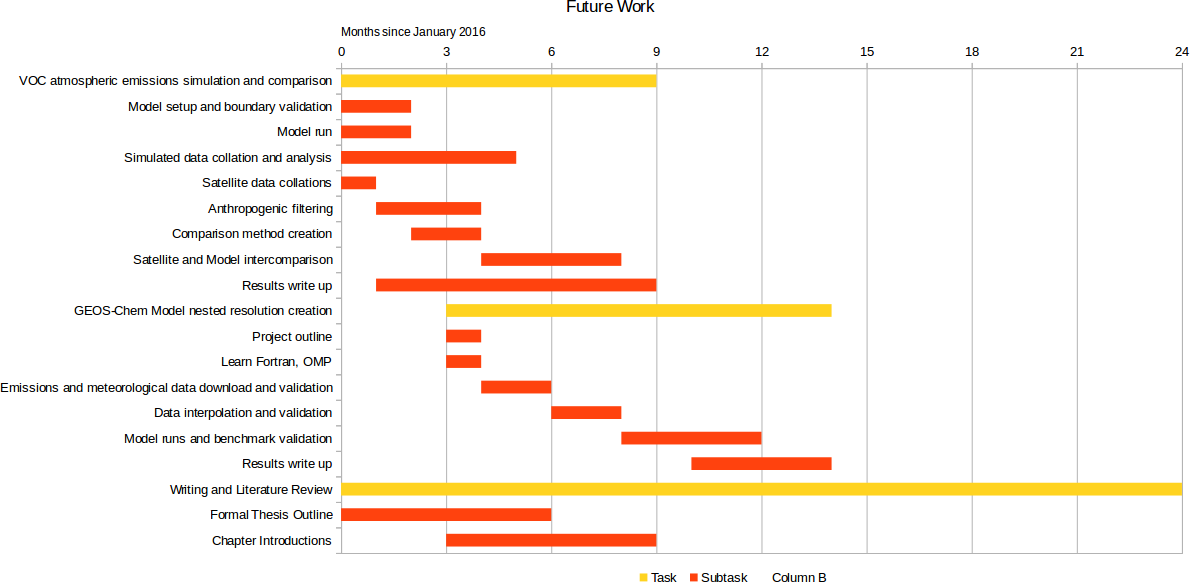 Future Work
Months since January 2016
0 3 6 9 12 15 18 21 24
VOC atmospheric emissions simulation and comparison
Model setup and boundary validation
Model run
Simulated data collation and analysis
Satellite data collations
Anthropogenic filtering
Comparison method creation
Satellite and Model intercomparison
Results write up
GEOS-Chem Model nested resolution creation
Project outline
Learn Fortran, OMP
Emissions and meteorological data download and validation
Data interpolation and validation
Model runs and benchmark validation
Results write up
Writing and Literature Review
Formal Thesis Outline
Chapter Introductions
Task Subtask Column B